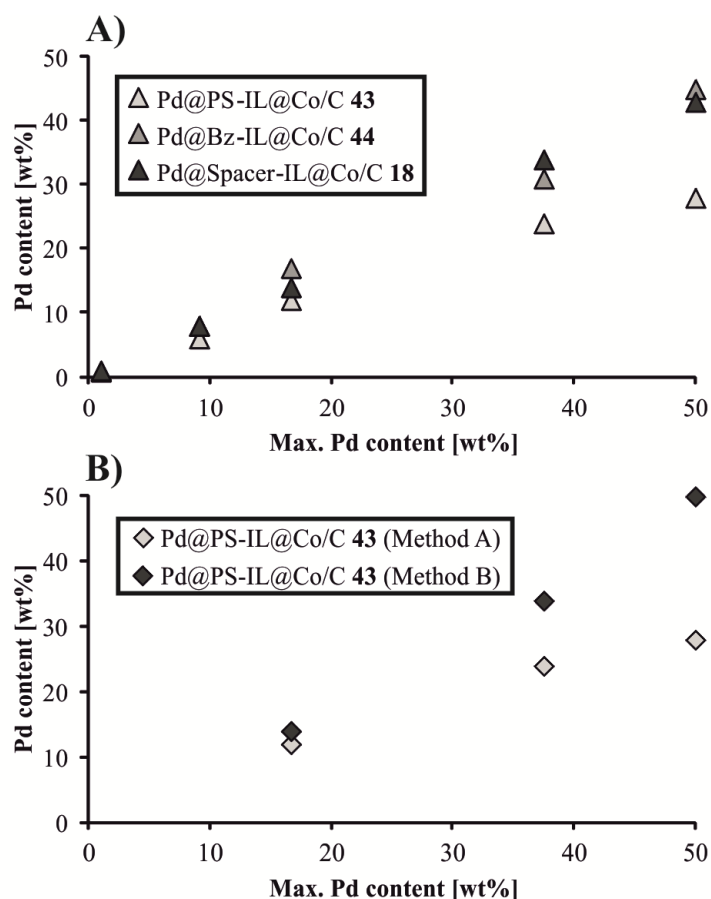 A)
50
40
30
20
10
0
Pd content [wt%]
Pd@PS-IL@Co/C 43
Pd@Bz-IL@Co/C 44
Pd@Spacer-IL@Co/C 18
0 10 20 30 40 50
Max. Pd content [wt%]
B)
50
40
30
20
10
0
Pd content [wt%]
Pd@PS-IL@Co/C 43 (Method A)
Pd@PS-IL@Co/C 43 (Method B)
0 10 20 30 40 50
Max. Pd content [wt%]